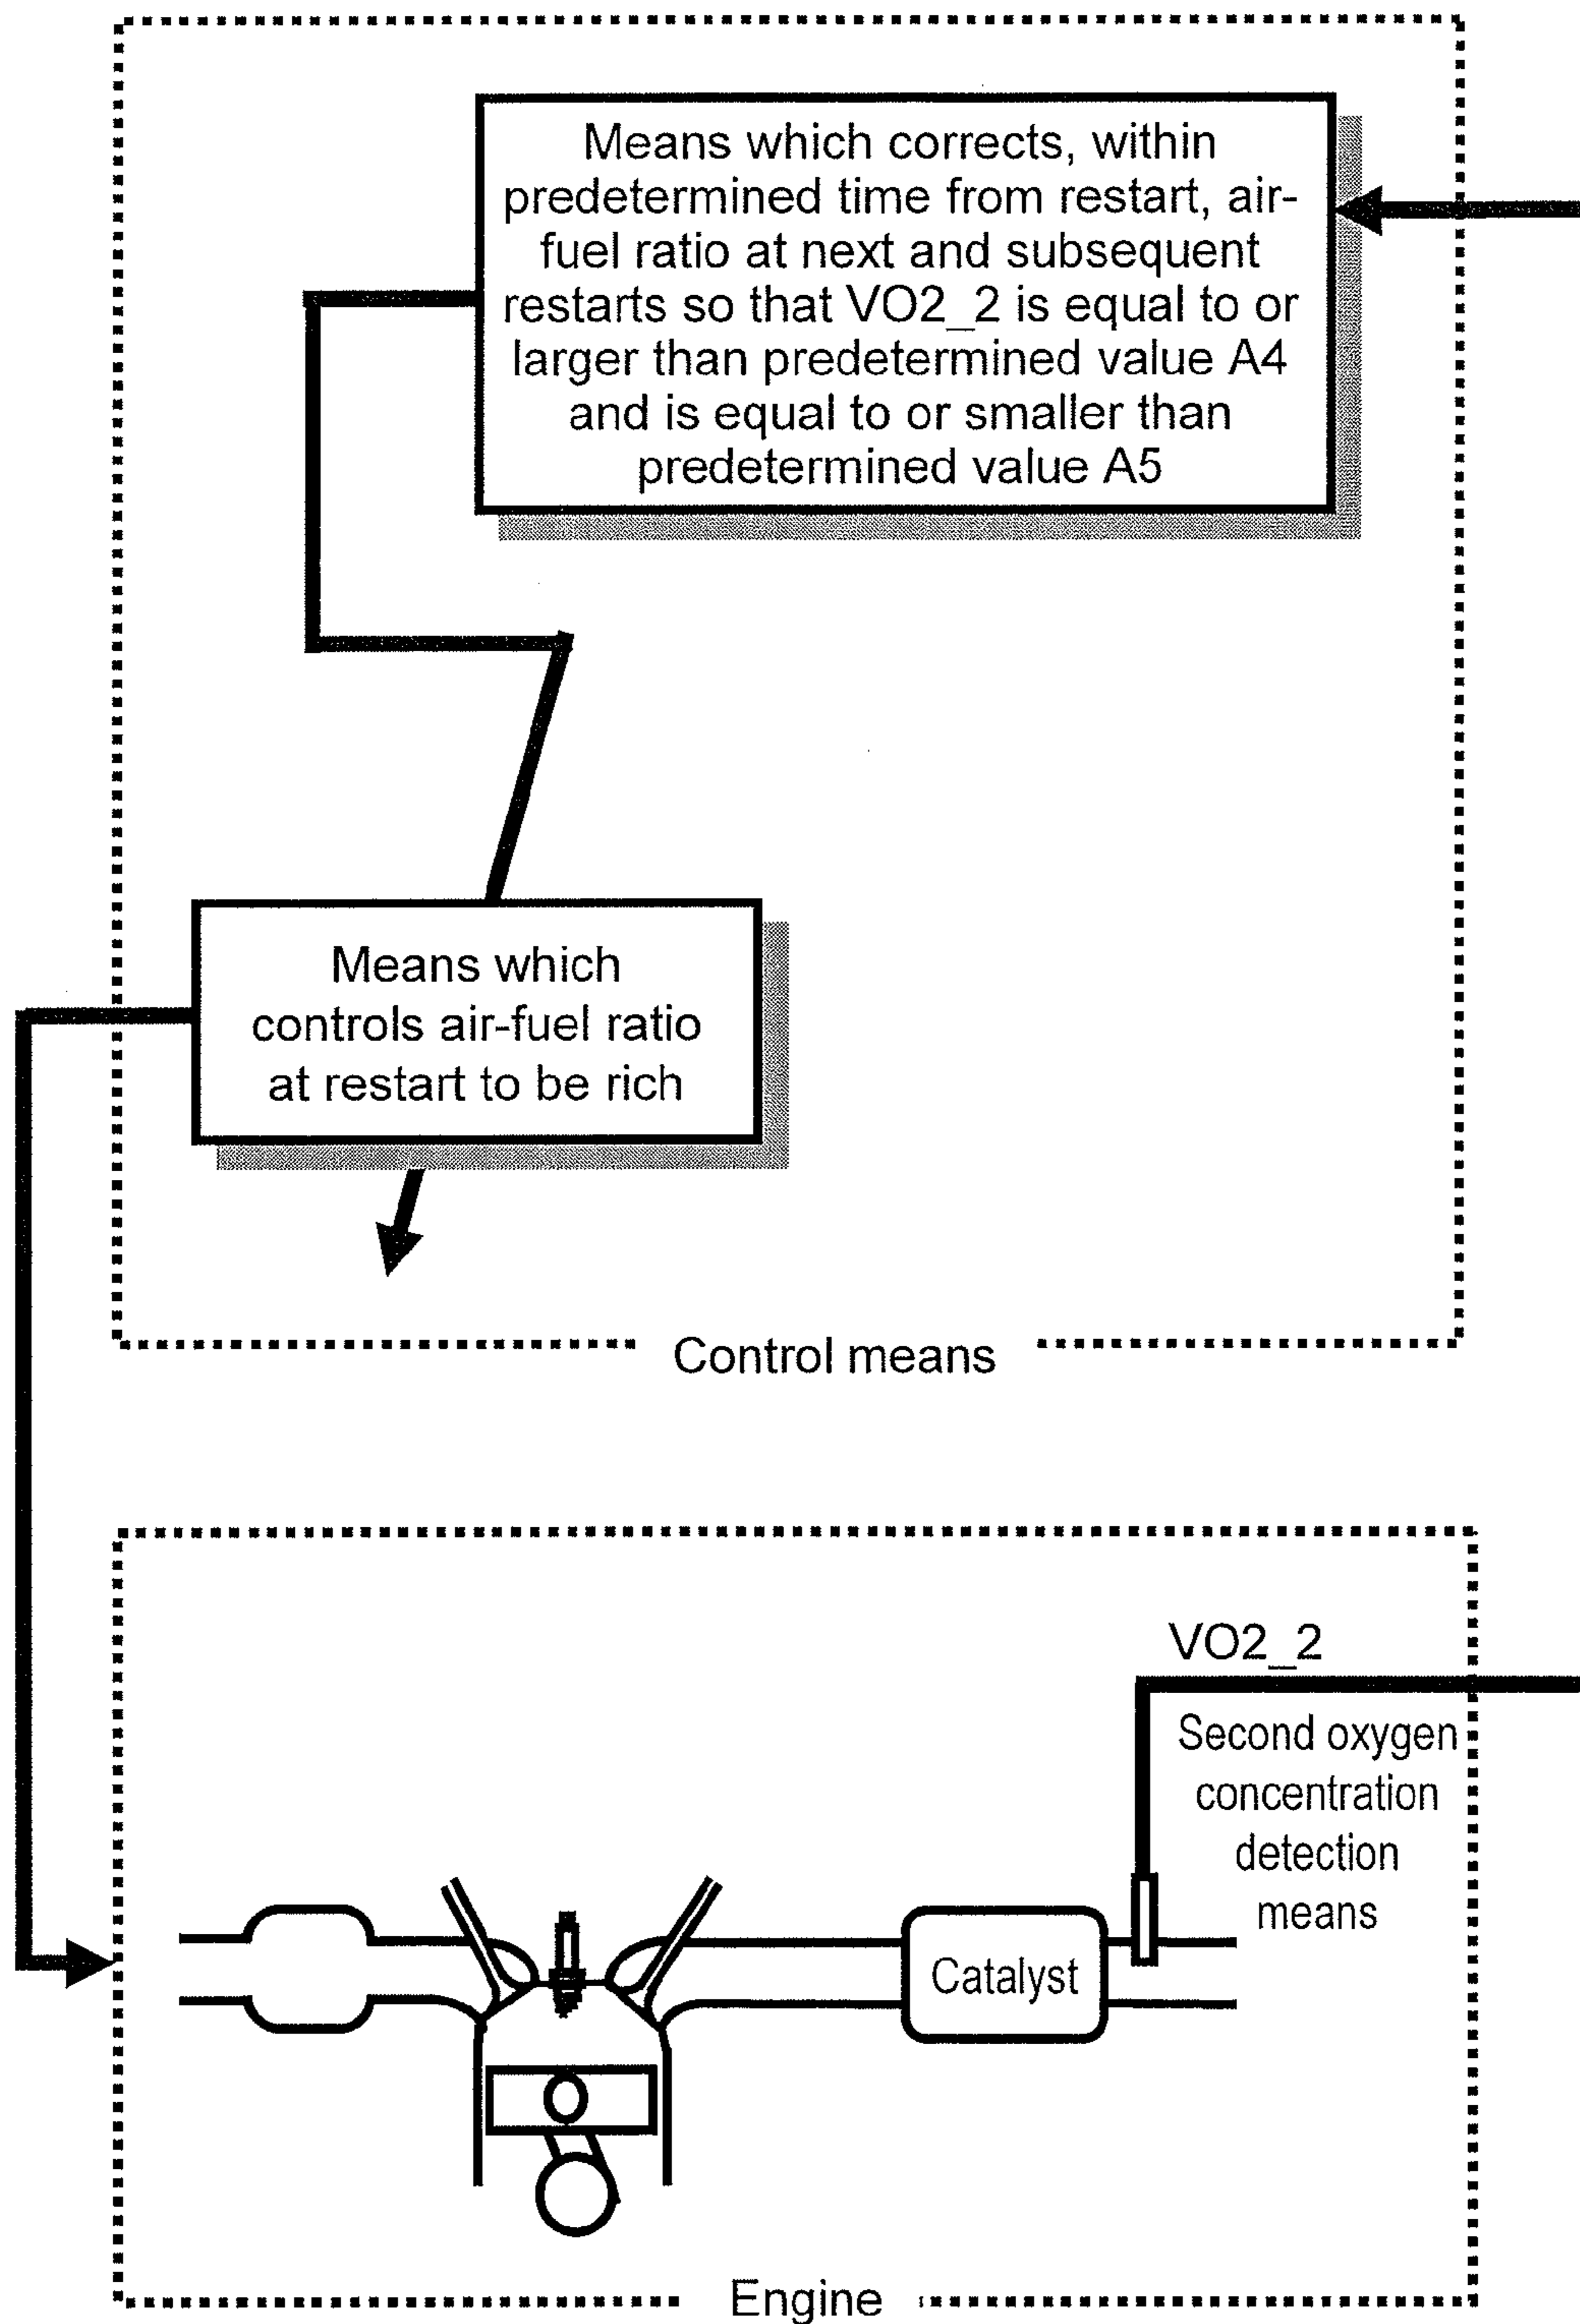 Means which corrects, within
predetermined time from restart, air-
fuel ratio at next and subsequent
restarts so that VO2_2 is equal to or
larger than predetermined value A4
and is equal to or smaller than
predetermined value A5
Means which
controls air-fuel ratio
at restart to be rich
Control means
VO2_2
Second oxygen
concentration
detection
means
Catalyst
Engine